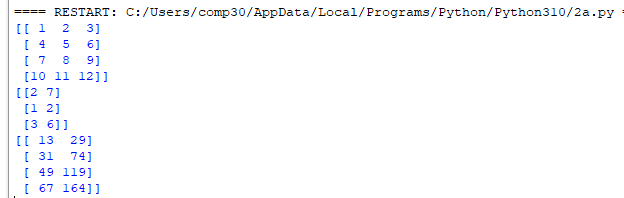 ==== RESTART: C:/Users/comp30/AppData/Local/Programs/Python/Python310/2a.py =
[[ 1  2  3]
 [ 4  5  6]
 [ 7  8  9]
 [10 11 12]]
[[2 7]
 [1 2]
 [3 6]]
[[ 13  29]
 [ 31  74]
 [ 49 119]
 [ 67 164]]